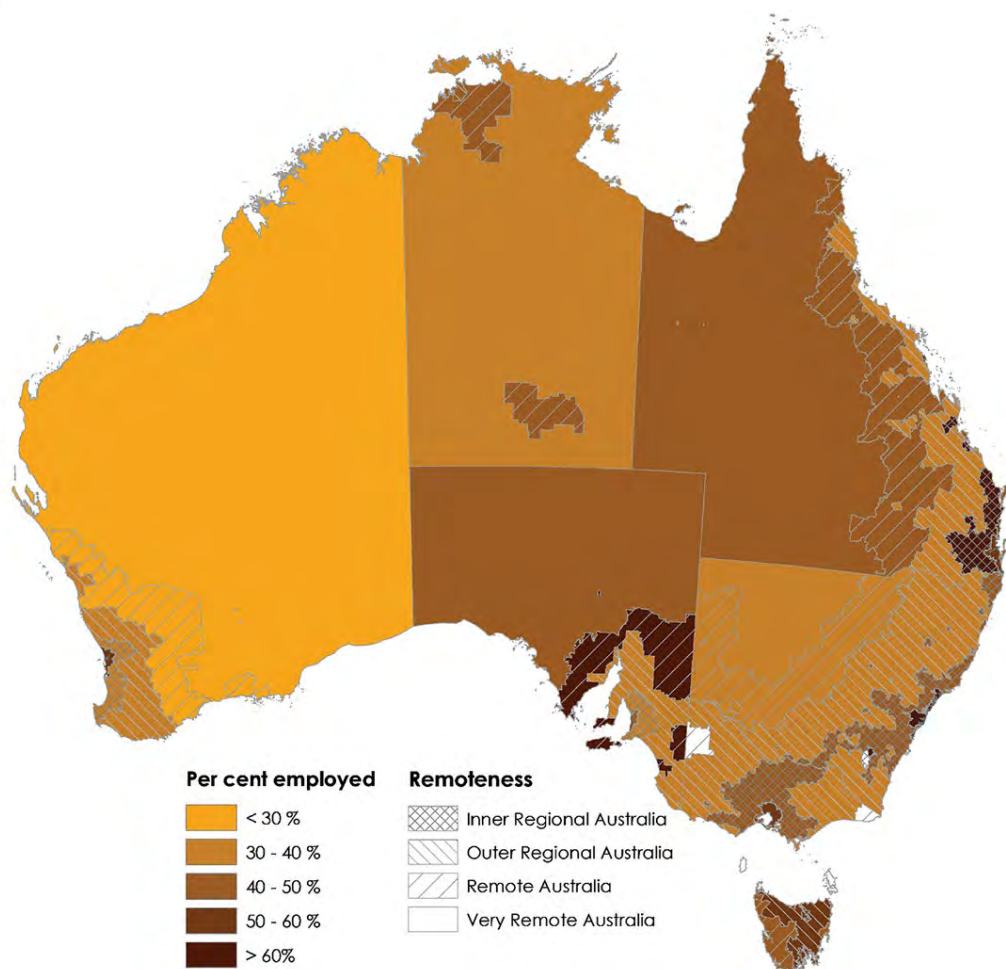 Per cent employed
< 30 %
30 - 40 %
40 - 50 %
50 - 60 %
> 60%
Remoteness
Inner Regional Australia
Outer Regional Australia
Remote Australia
Very Remote Australia